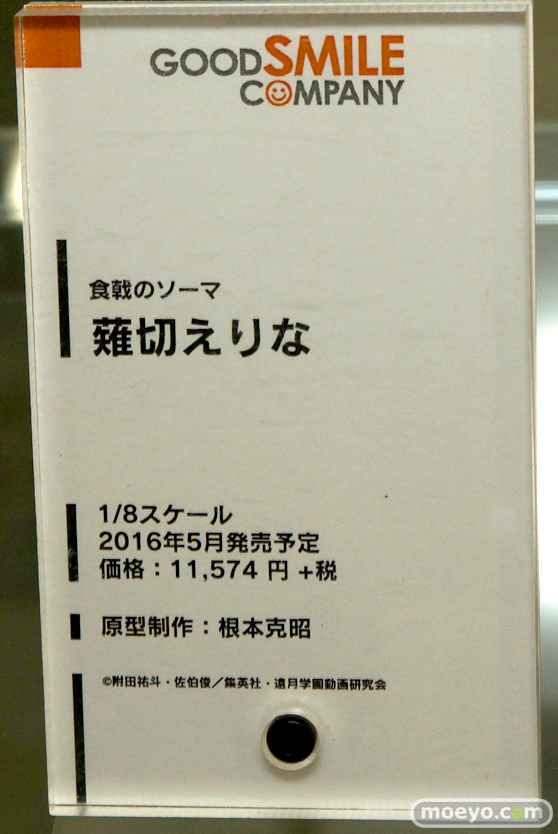 GOODSMILE
COMPANY
食戟のソーマ
薙切えりな
1/8スケール
2016年5月発売予定
価格：11,574 円 +税
原型制作：根本克昭
©附田祐斗・佐伯俊／集英社・遠月学園動画研究会
moeyo.com